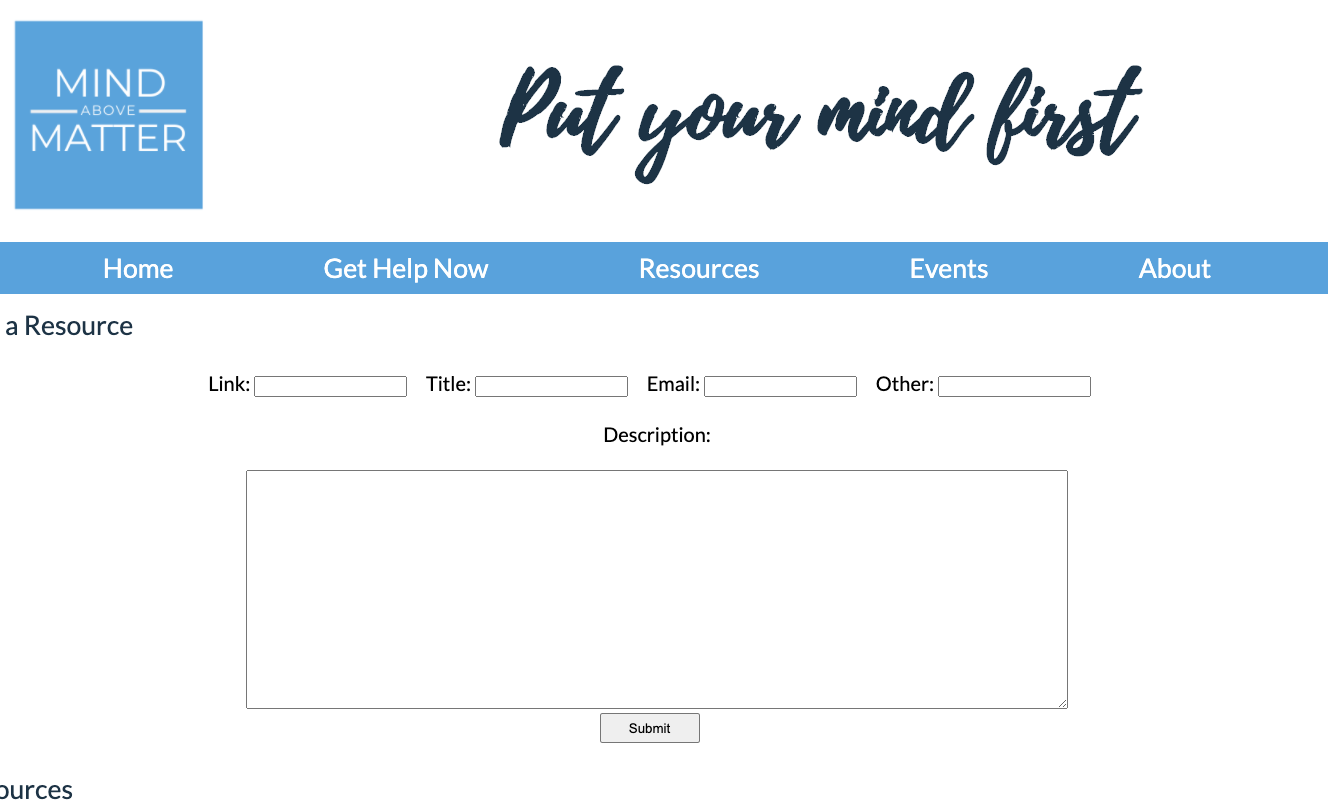 MIND
ABOVE
MATTER
Put your mind first
Home Get Help Now Resources Events About
a Resource
Link: Title: Email: Other:
Description:
Submit
ources